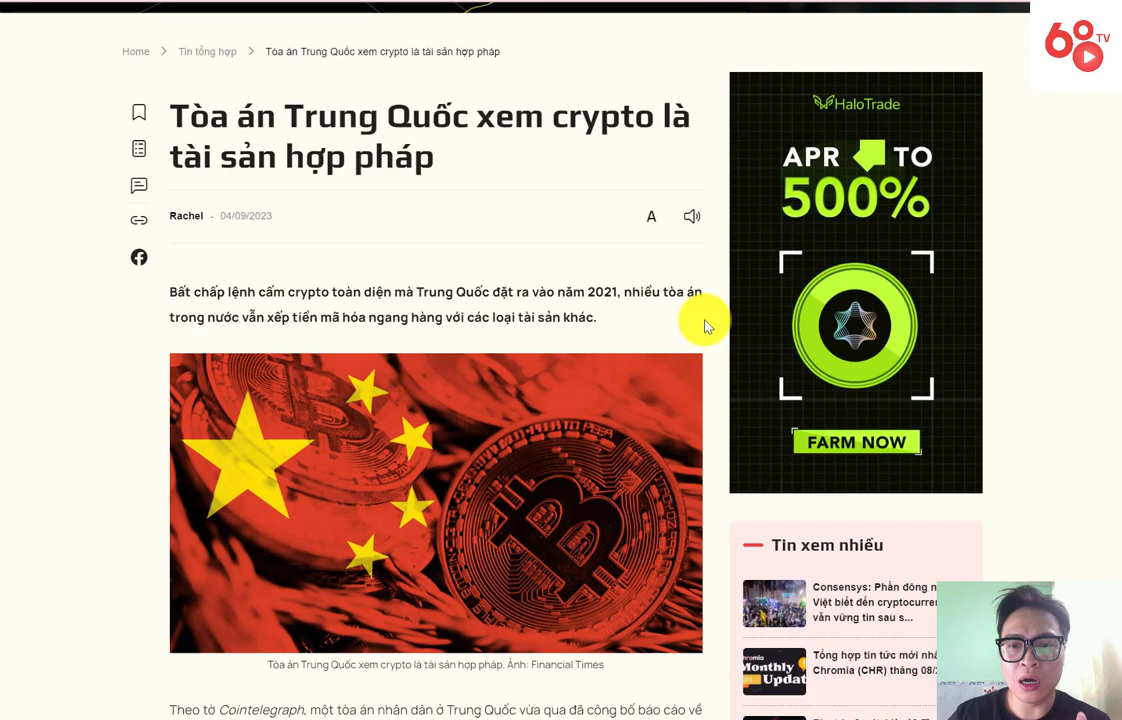 68
TV
Home
Tin tổng hợp
Tòa án Trung Quốc xem crypto là tài sản hợp pháp
Tòa án Trung Quốc xem crypto là
tài sản hợp pháp
Rachel - 04/09/2023
A
Bất chấp lệnh cấm crypto toàn diện mà Trung Quốc đặt ra vào năm 2021, nhiều tòa án
trong nước vẫn xếp tiền mã hóa ngang hàng với các loại tài sản khác.
Tòa án Trung Quốc xem crypto là tài sản hợp pháp. Ảnh: Financial Times
Theo tờ Cointelegraph, một tòa án nhân dân ở Trung Quốc vừa qua đã công bố báo cáo về
HaloTrade
APR TO
500%
FARM NOW
Tin xem nhiều
Consensys: Phần đông n
Việt biết đến cryptocurre
vẫn vững tin sau s...
Monthly
Updat
Tổng hợp tin tức mới nh
Chromia (CHR) tháng 08/